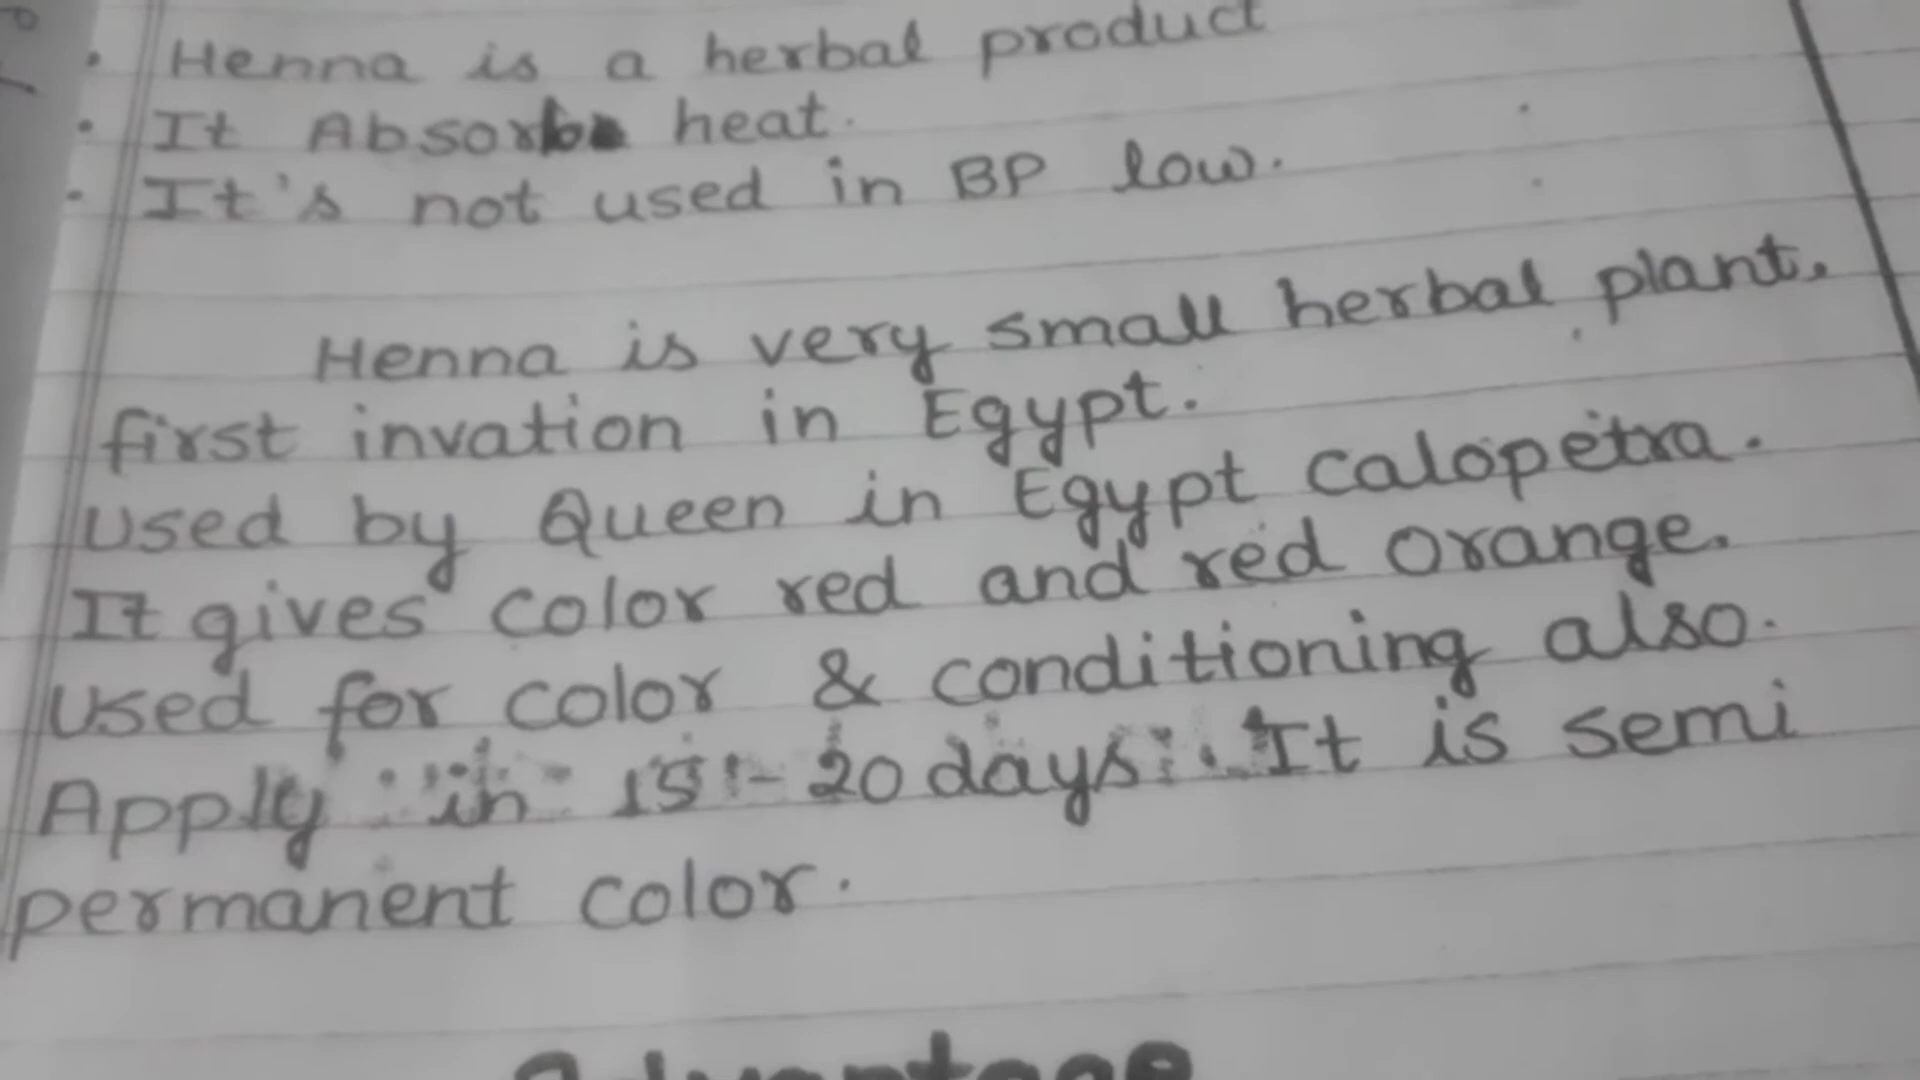 • Henna is a herbal product
• It Absorb heat.
• It's not used in BP low.
Henna is very small herbal plant.
first invation in Egypt.
Used by Queen in Egypt Calopetra.
It gives color red and red orange.
Used for color & conditioning also.
Apply in 15-20 days. It is semi
permanent color.
Advantage